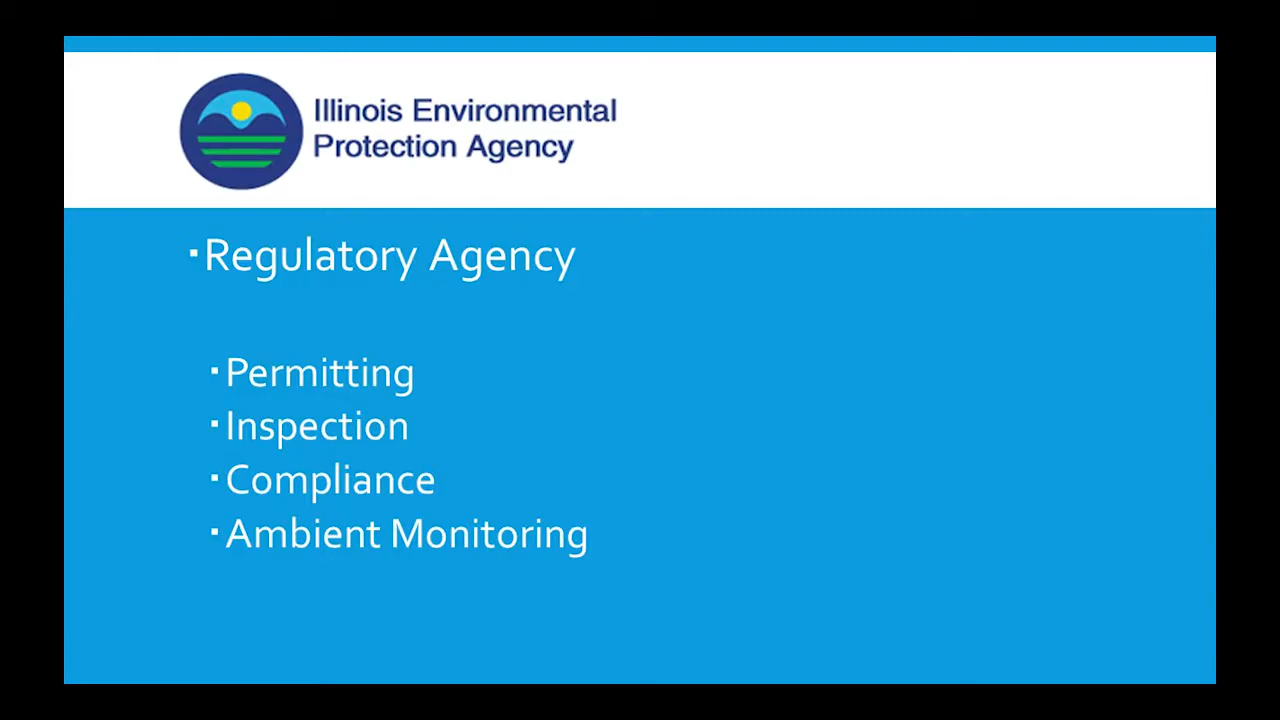 Illinois Environmental
Protection Agency
▪Regulatory Agency
▪Permitting
▪Inspection
▪Compliance
▪Ambient Monitoring